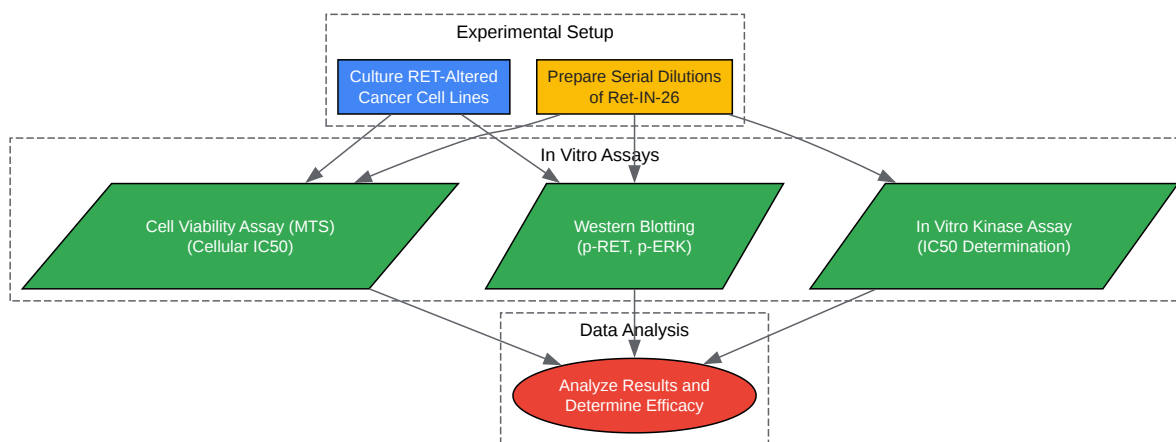 Experimental Setup
Culture RET-Altered
Cancer Cell Lines
Prepare Serial Dilutions
of Ret-IN-26
In Vitro Assays
Cell Viability Assay (MTS)
(Cellular IC50)
Western Blotting
(p-RET, p-ERK)
In Vitro Kinase Assay
(IC50 Determination)
Data Analysis
Analyze Results and
Determine Efficacy